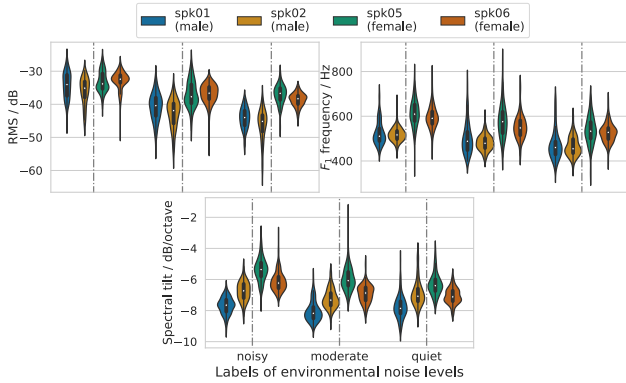 spk01 (male)
spk02 (male)
spk05 (female)
spk06 (female)
RMS / dB
−30
−40
−50
−60
F1 frequency / Hz
800
600
400
Spectral tilt / dB/octave
−2
−4
−6
−8
−10
noisy moderate quiet
Labels of environmental noise levels